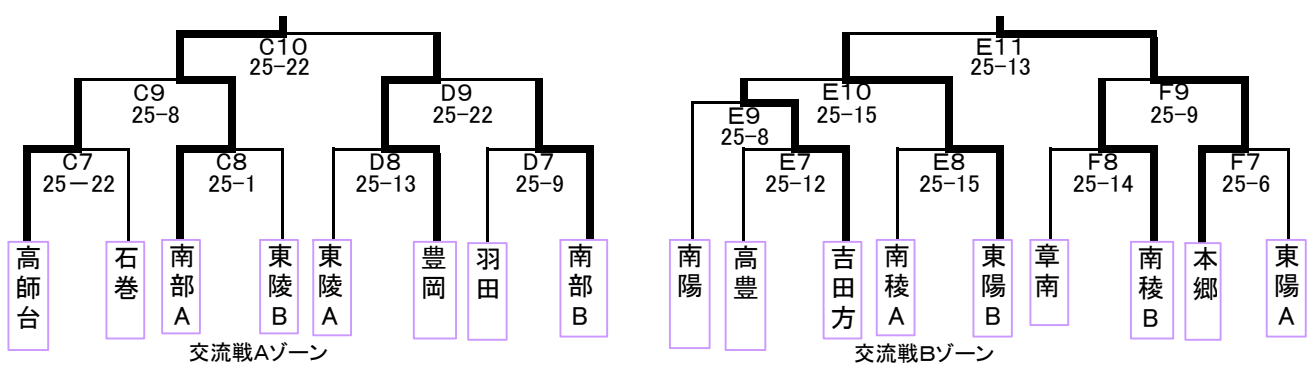 C10
25-22
C9
25-8
D9
25-22
C7
25－22
C8
25-1
D8
25-13
D7
25-9
高師台
石巻
南部A
東陵B
東陵A
豊岡
羽田
南部B
交流戦Aゾーン
E11
25-13
E10
25-15
F9
25-9
E9
25-8
E7
25-12
E8
25-15
F8
25-14
F7
25-6
南陽
高豊
吉田方
南稜A
東陽B
章南
南稜B
本郷
東陽A
交流戦Bゾーン